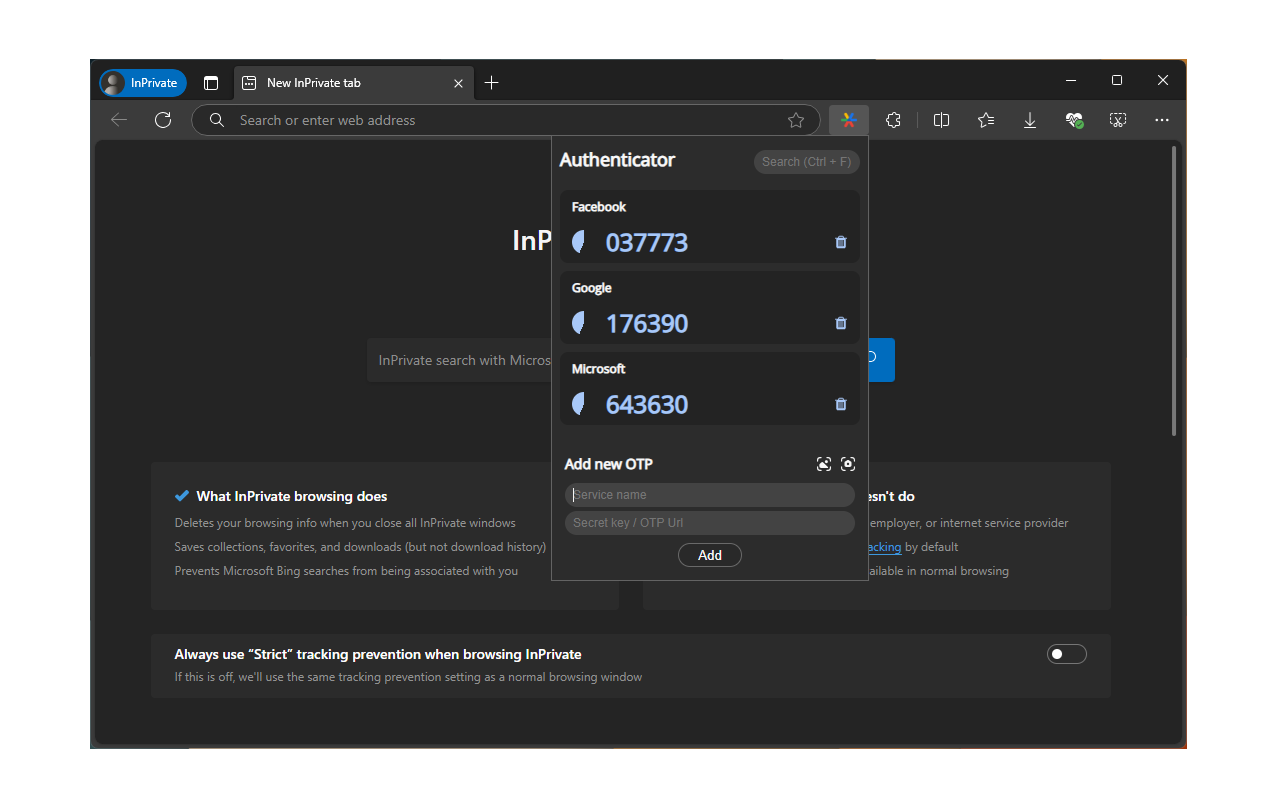 InPrivate
New InPrivate tab
Search or enter web address
Authenticator
Search (Ctrl + F)
Facebook
037773
Google
176390
Microsoft
643630
Add new OTP
Service name
Secret key / OTP Url
Add
InP
InPrivate search with Micros
What InPrivate browsing does
Deletes your browsing info when you close all InPrivate windows
Saves collections, favorites, and downloads (but not download history)
Prevents Microsoft Bing searches from being associated with you
esn't do
employer, or internet service provider
acking by default
ailable in normal browsing
Always use “Strict” tracking prevention when browsing InPrivate
If this is off, we'll use the same tracking prevention setting as a normal browsing window